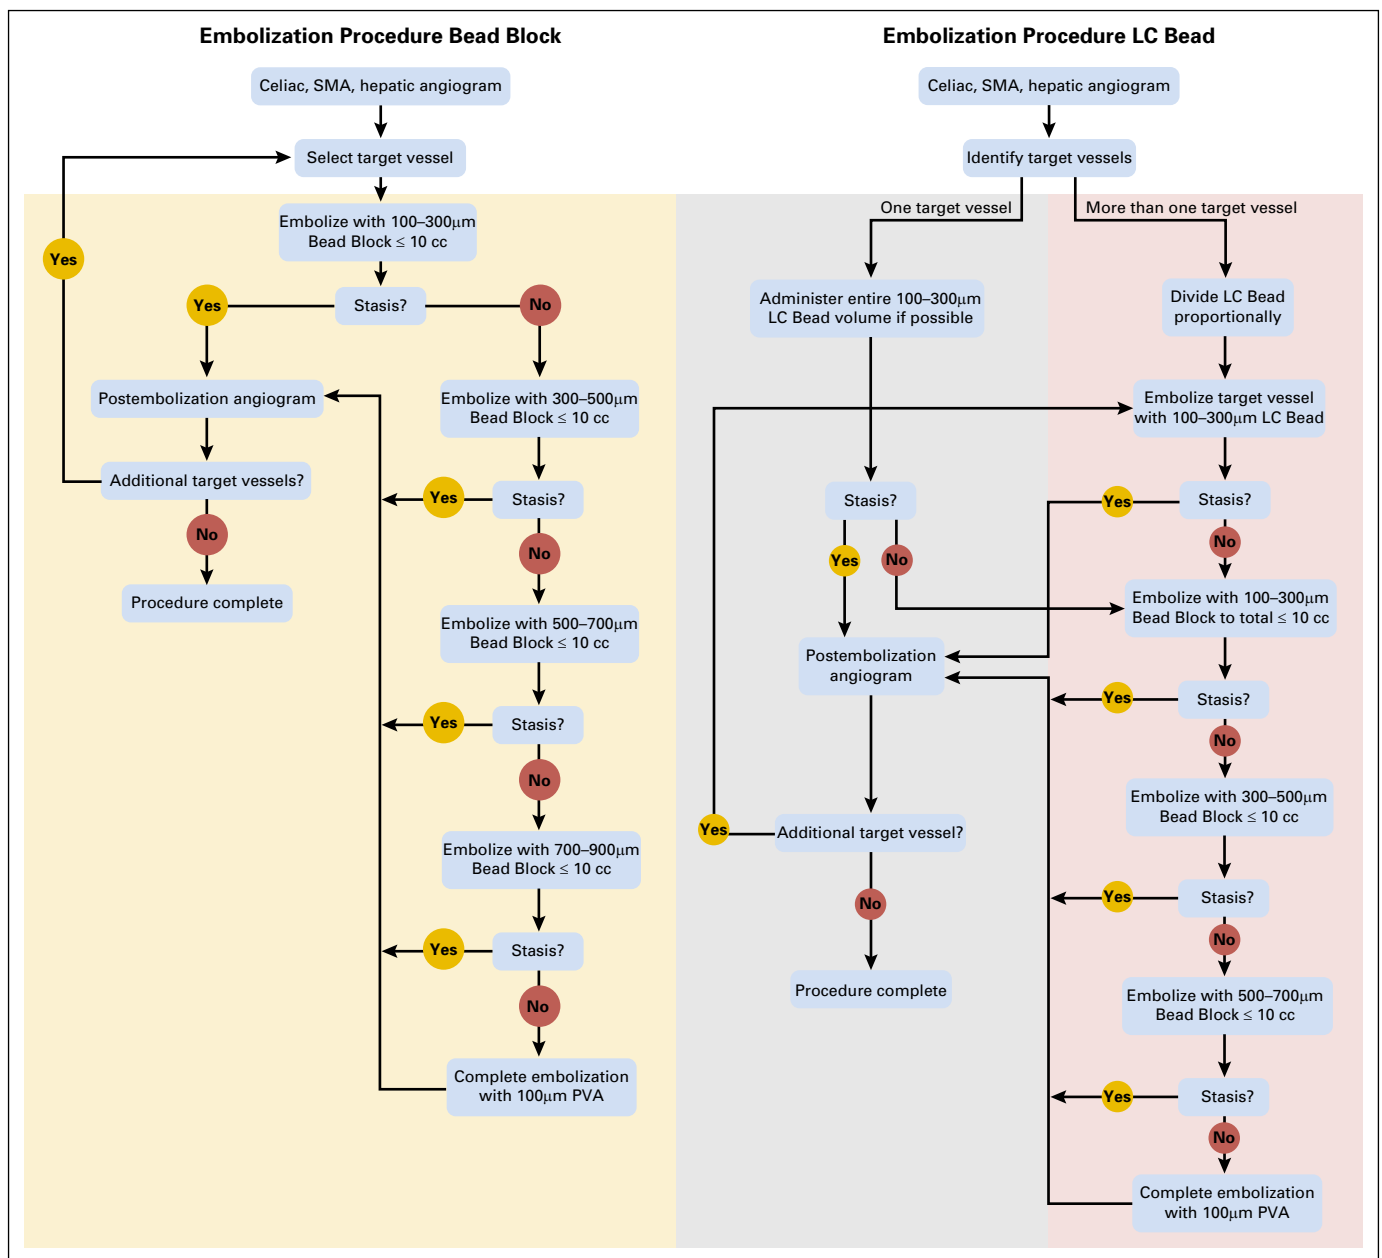 Embolization Procedure Bead Block
Celiac, SMA, hepatic angiogram
Select target vessel
Embolize with 100–300µm
Bead Block ≤ 10 cc
Yes
Stasis?
Yes
No
Postembolization angiogram
Embolize with 300–500µm
Bead Block ≤ 10 cc
Additional target vessels?
Yes
Stasis?
No
No
Procedure complete
Embolize with 500–700µm
Bead Block ≤ 10 cc
Yes
Stasis?
No
Embolize with 700–900µm
Bead Block ≤ 10 cc
Yes
Stasis?
No
Complete embolization
with 100µm PVA
Embolization Procedure LC Bead
Celiac, SMA, hepatic angiogram
Identify target vessels
One target vessel
More than one target vessel
Administer entire 100–300µm
LC Bead volume if possible
Divide LC Bead
proportionally
Embolize target vessel
with 100–300µm LC Bead
Stasis?
Yes
Stasis?
Yes
No
No
Embolize with 100–300µm
Bead Block to total ≤ 10 cc
Postembolization
angiogram
Yes
Stasis?
No
Embolize with 300–500µm
Bead Block ≤ 10 cc
Yes
Additional target vessel?
No
Yes
Stasis?
No
Procedure complete
Embolize with 500–700µm
Bead Block ≤ 10 cc
Yes
Stasis?
No
Complete embolization
with 100µm PVA